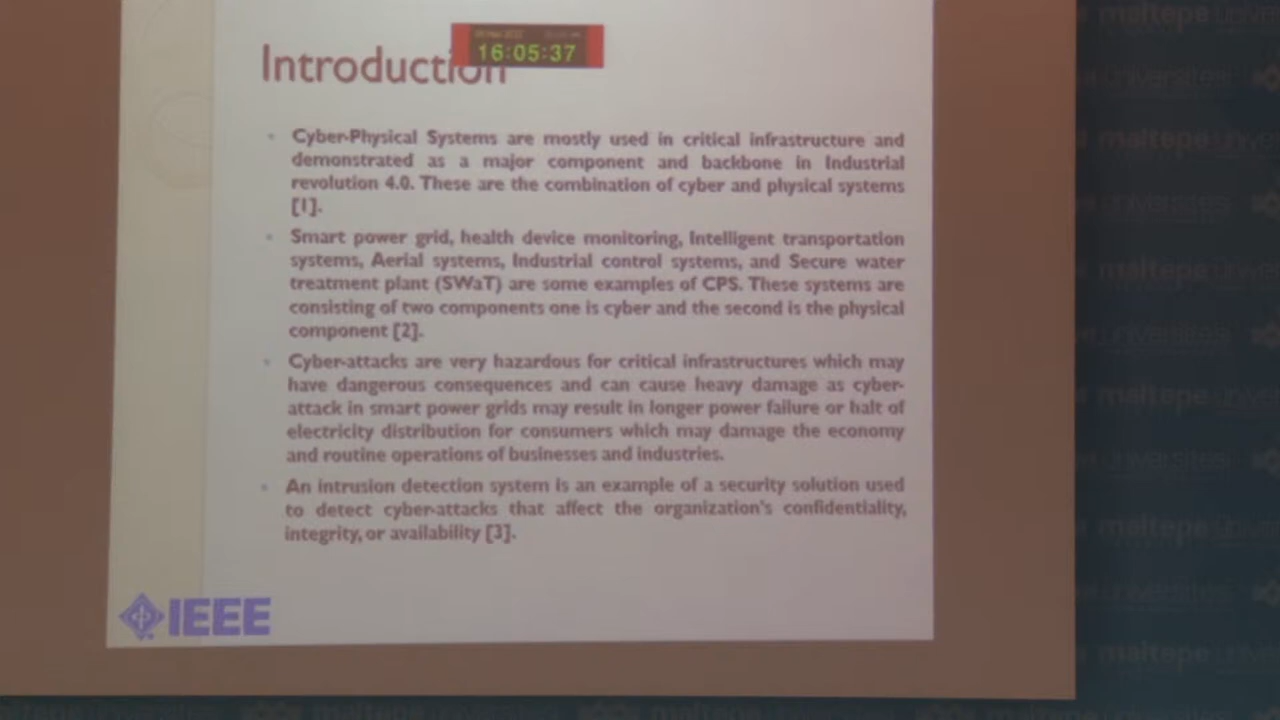 16:05:37
Introduction
Cyber-Physical Systems are mostly used in critical infrastructure and
demonstrated as a major component and backbone in Industrial
revolution 4.0. These are the combination of cyber and physical systems
[1].
Smart power grid, health device monitoring, Intelligent transportation
systems, Aerial systems, Industrial control systems, and Secure water
treatment plant (SWaT) are some examples of CPS. These systems are
consisting of two components one is cyber and the second is the physical
component [2].
Cyber-attacks are very hazardous for critical infrastructures which may
have dangerous consequences and can cause heavy damage as cyber-
attack in smart power grids may result in longer power failure or halt of
electricity distribution for consumers which may damage the economy
and routine operations of businesses and industries.
An intrusion detection system is an example of a security solution used
to detect cyber-attacks that affect the organization's confidentiality,
integrity, or availability [3].
IEEE
maltepe
maltepe
maltepe
maltepe
maltepe
maltepe